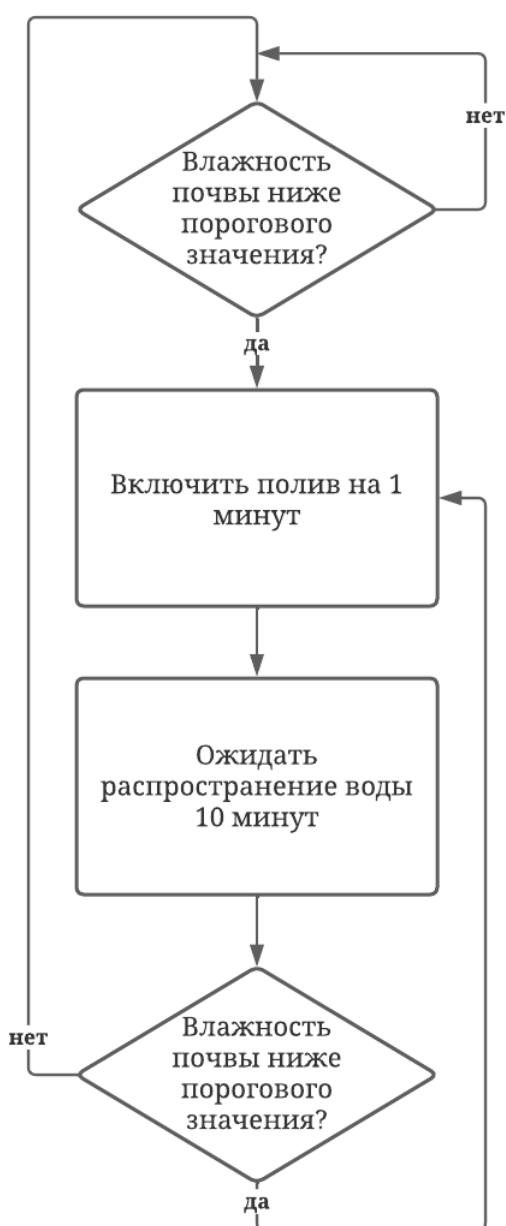 нет
Влажность
почвы ниже
порогового
значения?
да
Включить полив на 1
минут
Ожидать
распространение воды
10 минут
нет
Влажность
почвы ниже
порогового
значения?
да